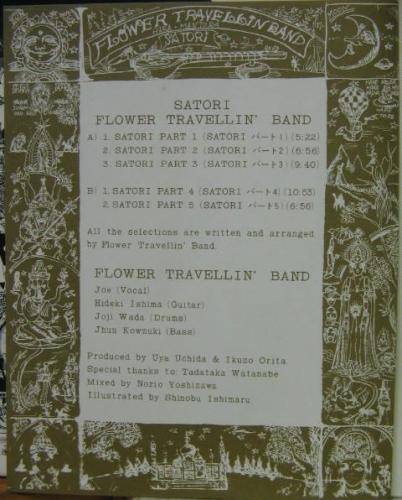 FLOWER TRAVELLIN BAND
SATORI
SATORI
FLOWER TRAVELLIN' BAND
A) 1. SATORI PART 1 (SATORI パート1) (5:22)
2. SATORI PART 2 (SATORI パート2) (6:56)
3. SATORI PART 3 (SATORI パート3) (9:40)
B) 1. SATORI PART 4 (SATORI パート4) (10:53)
2. SATORI PART 5 (SATORI パート5) (6:56)
All the selections are written and arranged
by Flower Travellin' Band.
FLOWER TRAVELLIN' BAND
Joe (Vocal)
Hideki Ishima (Guitar)
Joji Wada (Drums)
Jhun Kowzuki (Bass)
Produced by Uya Uchida & Ikuzo Orita
Special thanks to: Tadataka Watanabe
Mixed by Norio Yoshizawa
Illustrated by Shinobu Ishimaru